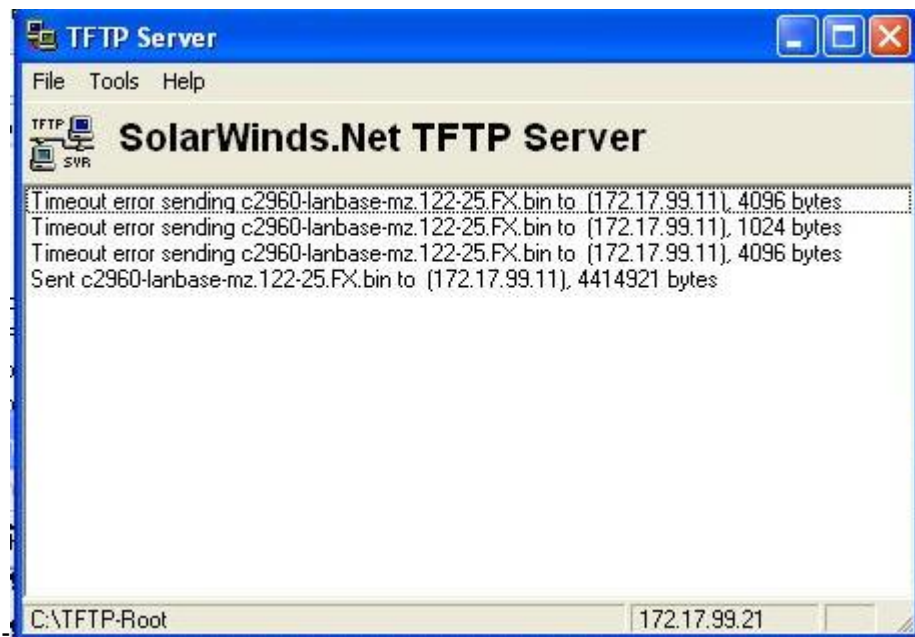 TFTP Server
File Tools Help
TFTP
SVR
SolarWinds.Net TFTP Server
Timeout error sending c2960-lanbase-mz.122-25.FX.bin to (172.17.99.11), 4096 bytes
Timeout error sending c2960-lanbase-mz.122-25.FX.bin to (172.17.99.11), 1024 bytes
Timeout error sending c2960-lanbase-mz.122-25.FX.bin to (172.17.99.11), 4096 bytes
Sent c2960-lanbase-mz.122-25.FX.bin to (172.17.99.11), 4414921 bytes
C:\TFTP-Root 172.17.99.21